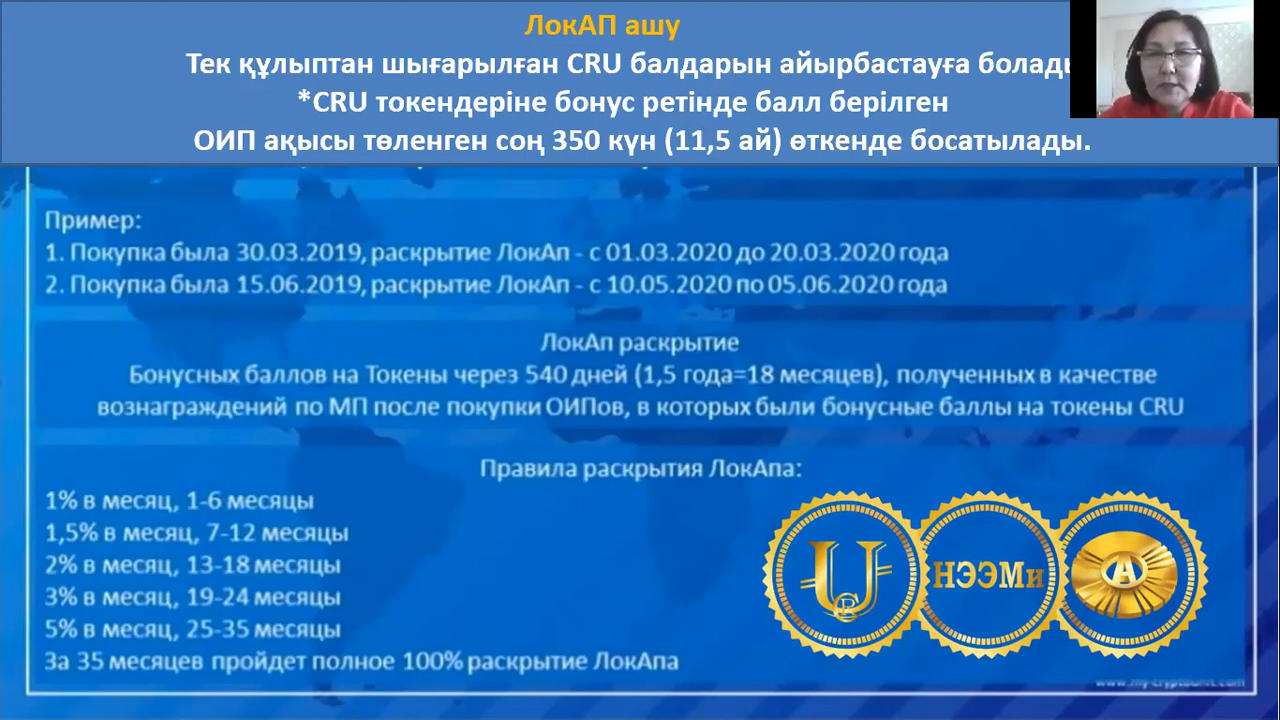 ЛокАП ашу
Тек құлыптан шығарылған CRU балдарын айырбастауға болады
*CRU токендеріне бонус ретінде балл берілген
ОИП ақысы төленген соң 350 күн (11,5 ай) өткенде босатылады.
Пример:
1. Покупка была 30.03.2019, раскрытие ЛокАп - с 01.03.2020 до 20.03.2020 года
2. Покупка была 15.06.2019, раскрытие ЛокАп - с 10.05.2020 по 05.06.2020 года
ЛокАп раскрытие
Бонусных баллов на Токены через 540 дней (1,5 года=18 месяцев), полученных в качестве
вознаграждений по МП после покупки ОИПов, в которых были бонусные баллы на токены CRU
Правила раскрытия ЛокАпа:
1% в месяц, 1-6 месяцы
1,5% в месяц, 7-12 месяцы
2% в месяц, 13-18 месяцы
3% в месяц, 19-24 месяцы
5% в месяц, 25-35 месяцы
За 35 месяцев пройдет полное 100% раскрытие ЛокАпа
НЭЭМи
www.my-cryptounit.com